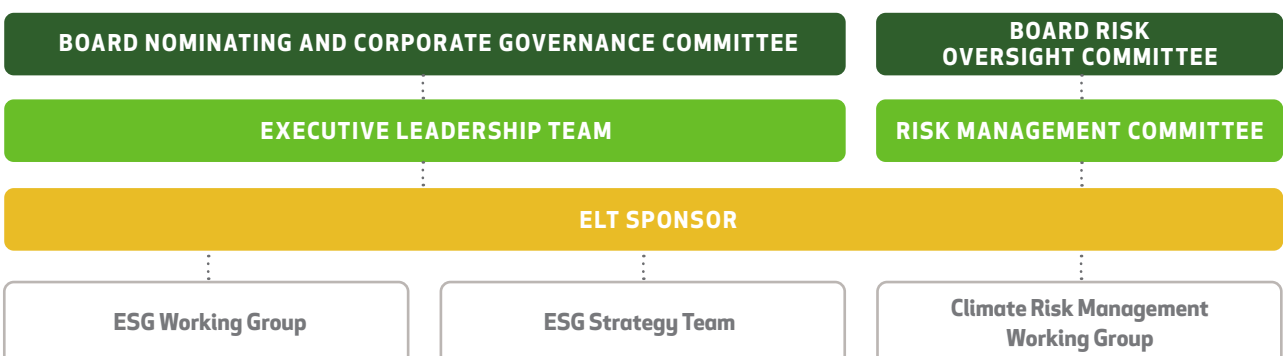 BOARD NOMINATING AND CORPORATE GOVERNANCE COMMITTEE
BOARD RISK
OVERSIGHT COMMITTEE
EXECUTIVE LEADERSHIP TEAM
RISK MANAGEMENT COMMITTEE
ELT SPONSOR
ESG Working Group
ESG Strategy Team
Climate Risk Management
Working Group